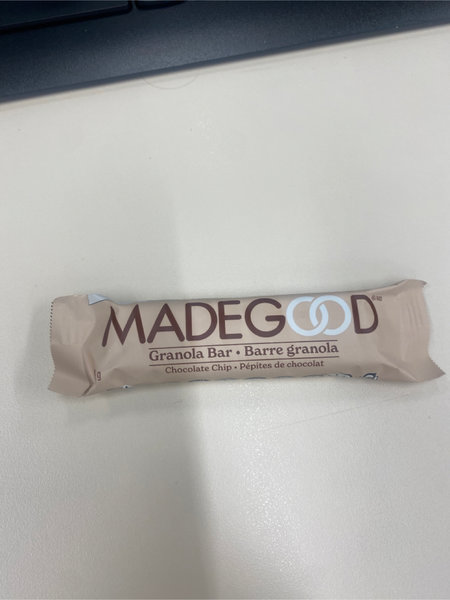 MADEGOOD
Granola Bar • Barre granola
Chocolate Chip • Pépites de chocolat